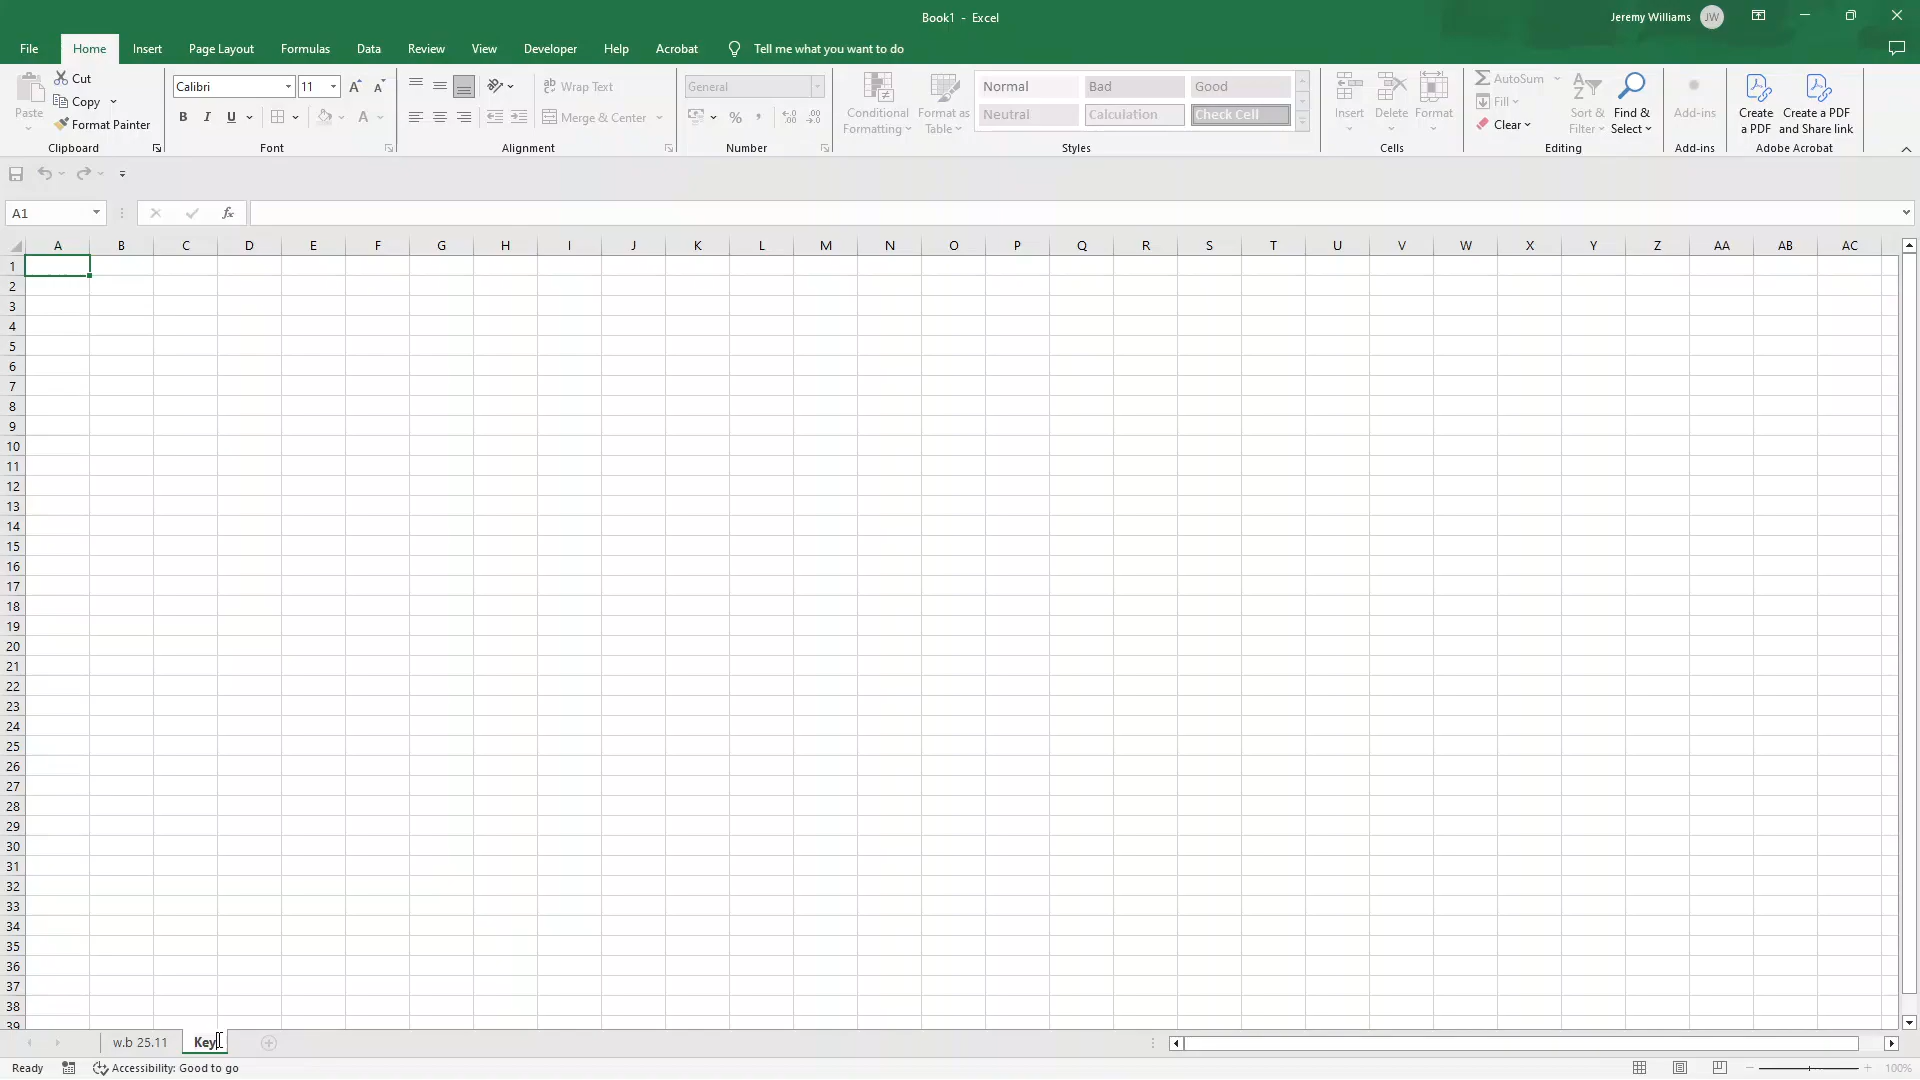 Book1 - Excel
Jeremy Williams JW
File Home Insert Page Layout Formulas Data Review View Developer Help Acrobat Tell me what you want to do
Paste
Cut
Copy
Format Painter
Clipboard
Calibri 11
B I U A
Font
Wrap Text
Merge & Center
Alignment
General
%
Number
Conditional Formatting
Format as Table
Normal Bad Good
Neutral Calculation Check Cell
Styles
Insert Delete Format
Cells
AutoSum
Fill
Clear
Sort & Filter
Find & Select
Editing
Add-ins
Add-ins
Create a PDF
Create a PDF and Share link
Adobe Acrobat
A1 fx
A B C D E F G H I J K L M N O P Q R S T U V W X Y Z AA AB AC
1
2
3
4
5
6
7
8
9
10
11
12
13
14
15
16
17
18
19
20
21
22
23
24
25
26
27
28
29
30
31
32
33
34
35
36
37
38
39
w.b 25.11 Key
Ready Accessibility: Good to go 100%